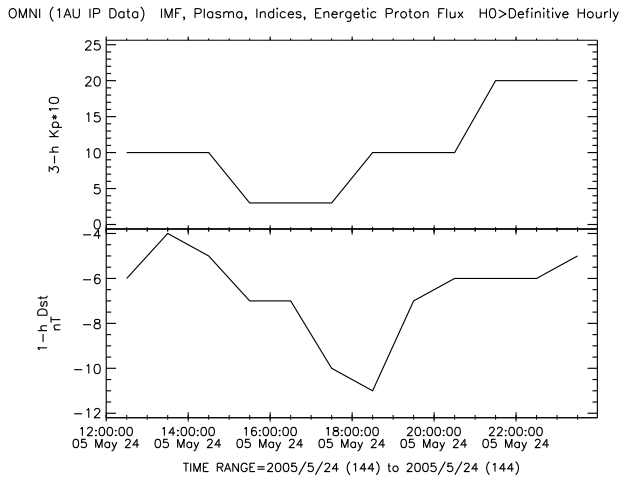 OMNI (1AU IP Data) IMF, Plasma, Indices, Energetic Proton Flux H0>Definitive Hourly
25
20
15
10
5
0
3-h Kp*10
-4
-6
-8
-10
-12
1-h Dst
nT
12:00:00 14:00:00 16:00:00 18:00:00 20:00:00 22:00:00
05 May 24 05 May 24 05 May 24 05 May 24 05 May 24 05 May 24
TIME RANGE=2005/5/24 (144) to 2005/5/24 (144)